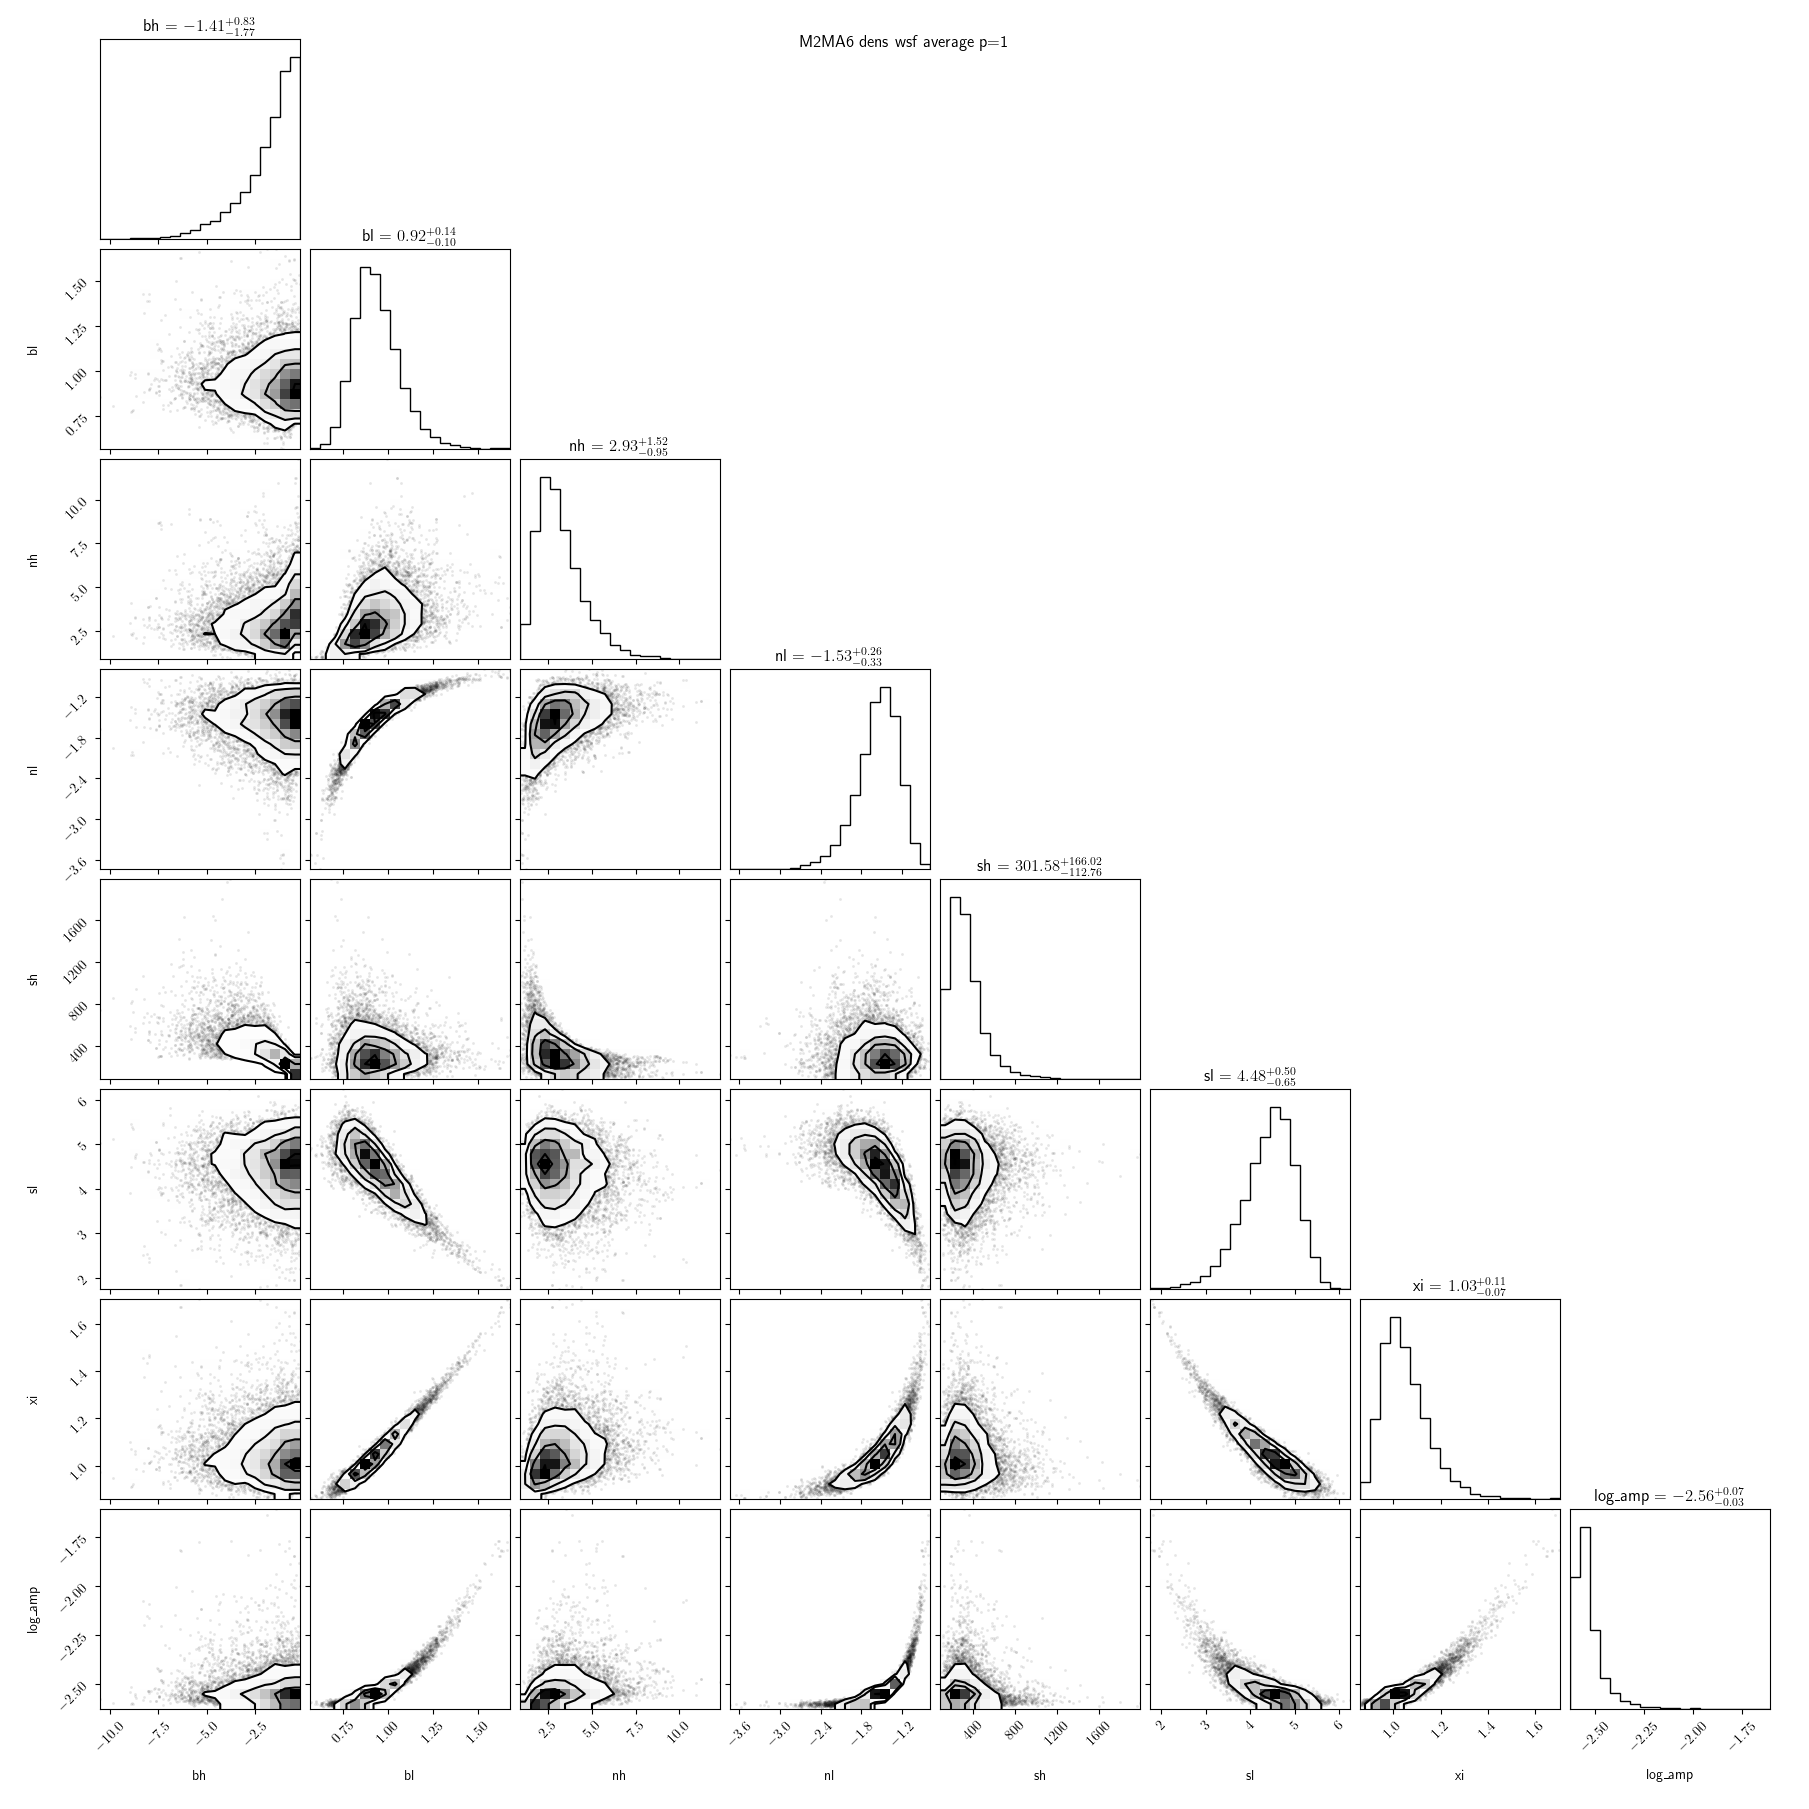 M2MA6 dens wsf average p=1
bh = −1.41^{+0.83}_{−1.77}
bl = 0.92^{+0.14}_{−0.10}
bl
1.50
1.25
1.00
0.75
nh = 2.93^{+1.52}_{−0.95}
nh
10.0
7.5
5.0
2.5
nl = −1.53^{+0.26}_{−0.33}
nl
−1.2
−1.8
−2.4
−3.0
−3.6
sh = 301.58^{+166.02}_{−112.76}
sh
1600
1200
800
400
sl = 4.48^{+0.50}_{−0.65}
sl
6
5
4
3
2
xi = 1.03^{+0.11}_{−0.07}
xi
1.6
1.4
1.2
1.0
log_amp = −2.56^{+0.07}_{−0.03}
log_amp
−1.75
−2.00
−2.25
−2.50
−10.0 −7.5 −5.0 −2.5 0.75 1.00 1.25 1.50 2.5 5.0 7.5 10.0 −3.6 −3.0 −2.4 −1.8 −1.2 400 800 1200 1600 2 3 4 5 6 1.0 1.2 1.4 1.6 −2.50 −2.25 −2.00 −1.75
bh bl nh nl sh sl xi log_amp